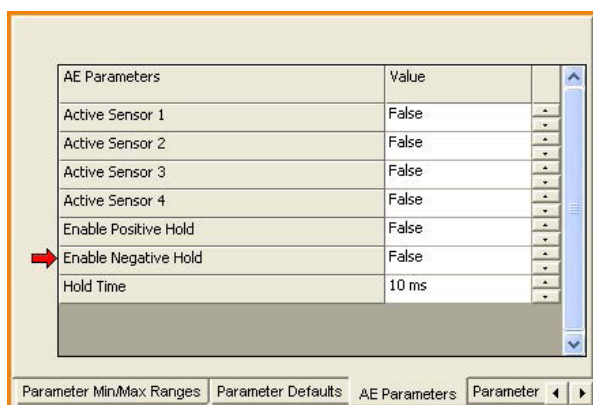 AE Parameters Value
Active Sensor 1 False
Active Sensor 2 False
Active Sensor 3 False
Active Sensor 4 False
Enable Positive Hold False
Enable Negative Hold False
Hold Time 10 ms
Parameter Min/Max Ranges Parameter Defaults AE Parameters Parameter